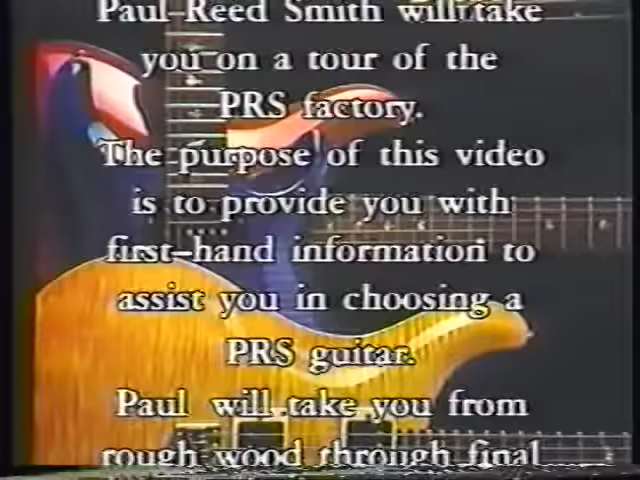 Paul Reed Smith will take
you on a tour of the
PRS factory.
The purpose of this video
is to provide you with
first-hand information to
assist you in choosing a
PRS guitar.
Paul will take you from
rough wood through final